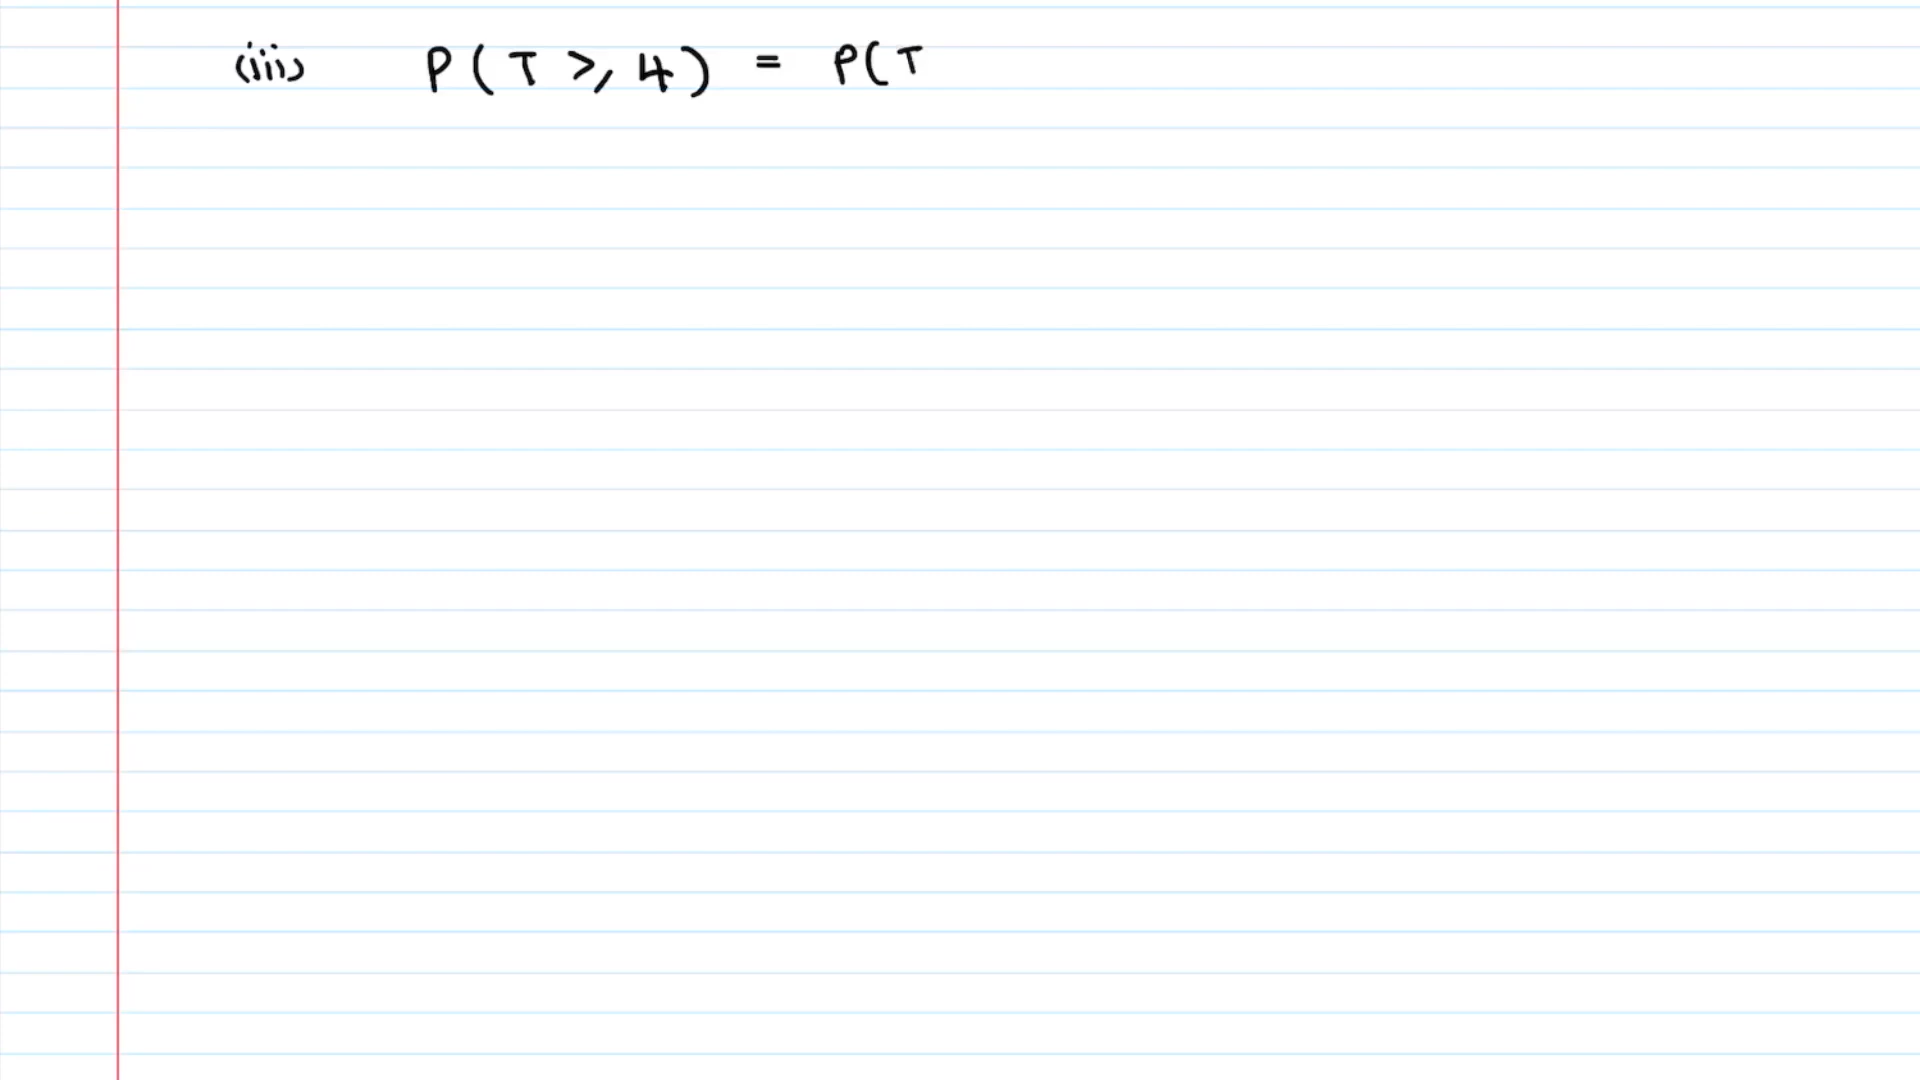 (iii) P(T ⩾ 4) = P(T